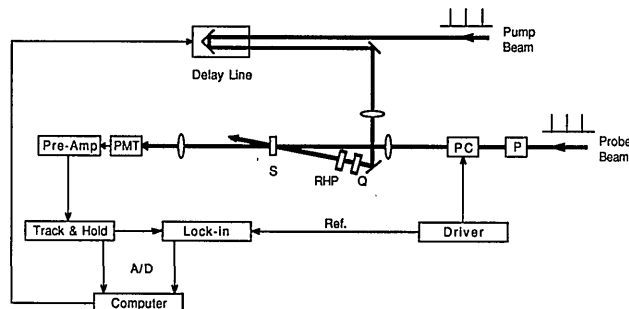 Pump
Beam
Delay Line
Probe
Beam
Pre-Amp
PMT
S
RHP
Q
PC
P
Track & Hold
Lock-in
Ref.
Driver
A/D
Computer